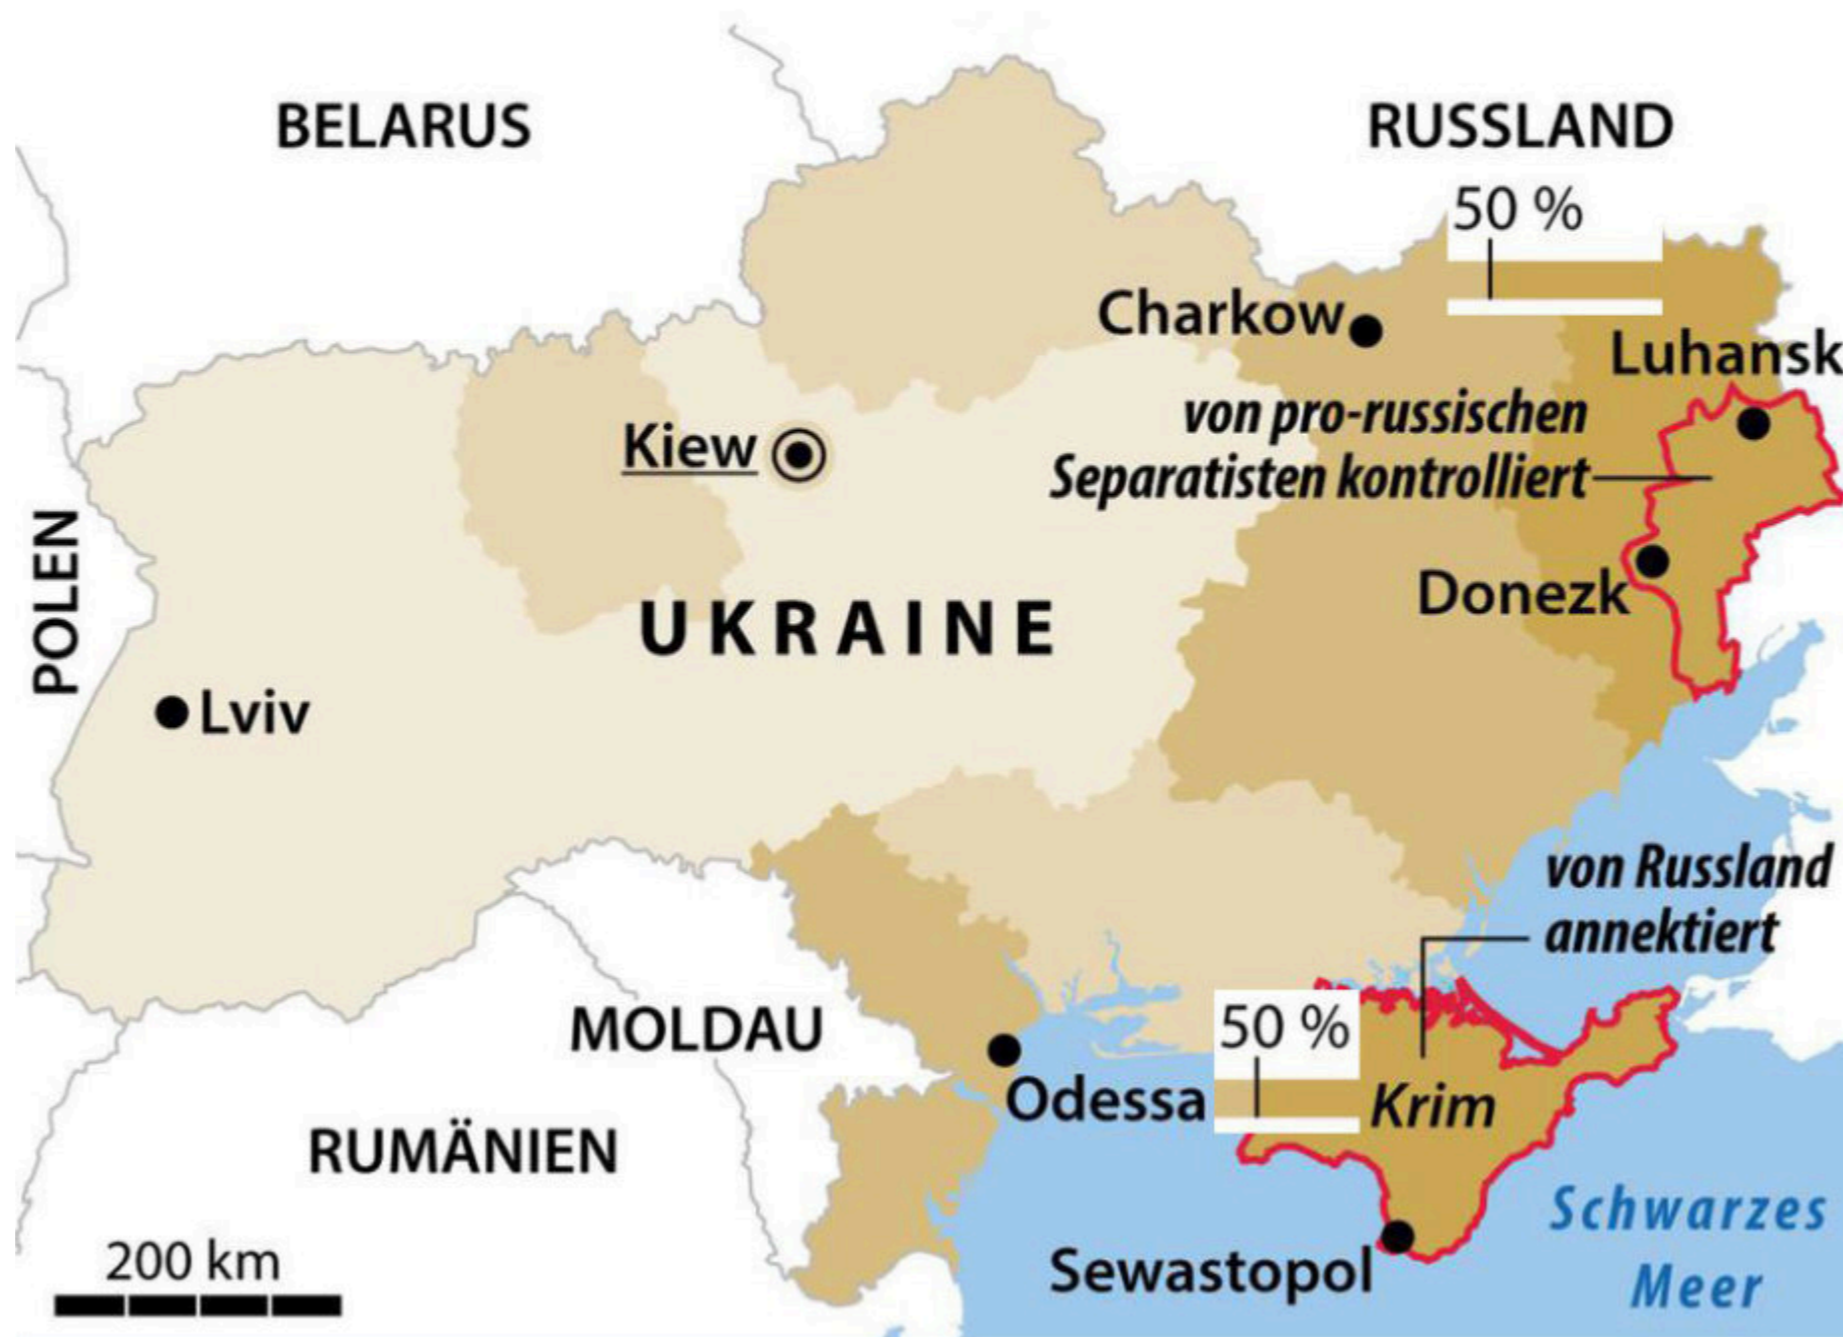 BELARUS
RUSSLAND
50 %
Charkow
Luhansk
von pro-russischen
Separatisten kontrolliert
Kiew
POLEN
Donezk
UKRAINE
Lviv
von Russland
annektiert
MOLDAU
50 %
Odessa
Krim
RUMÄNIEN
Schwarzes
Meer
200 km
Sewastopol